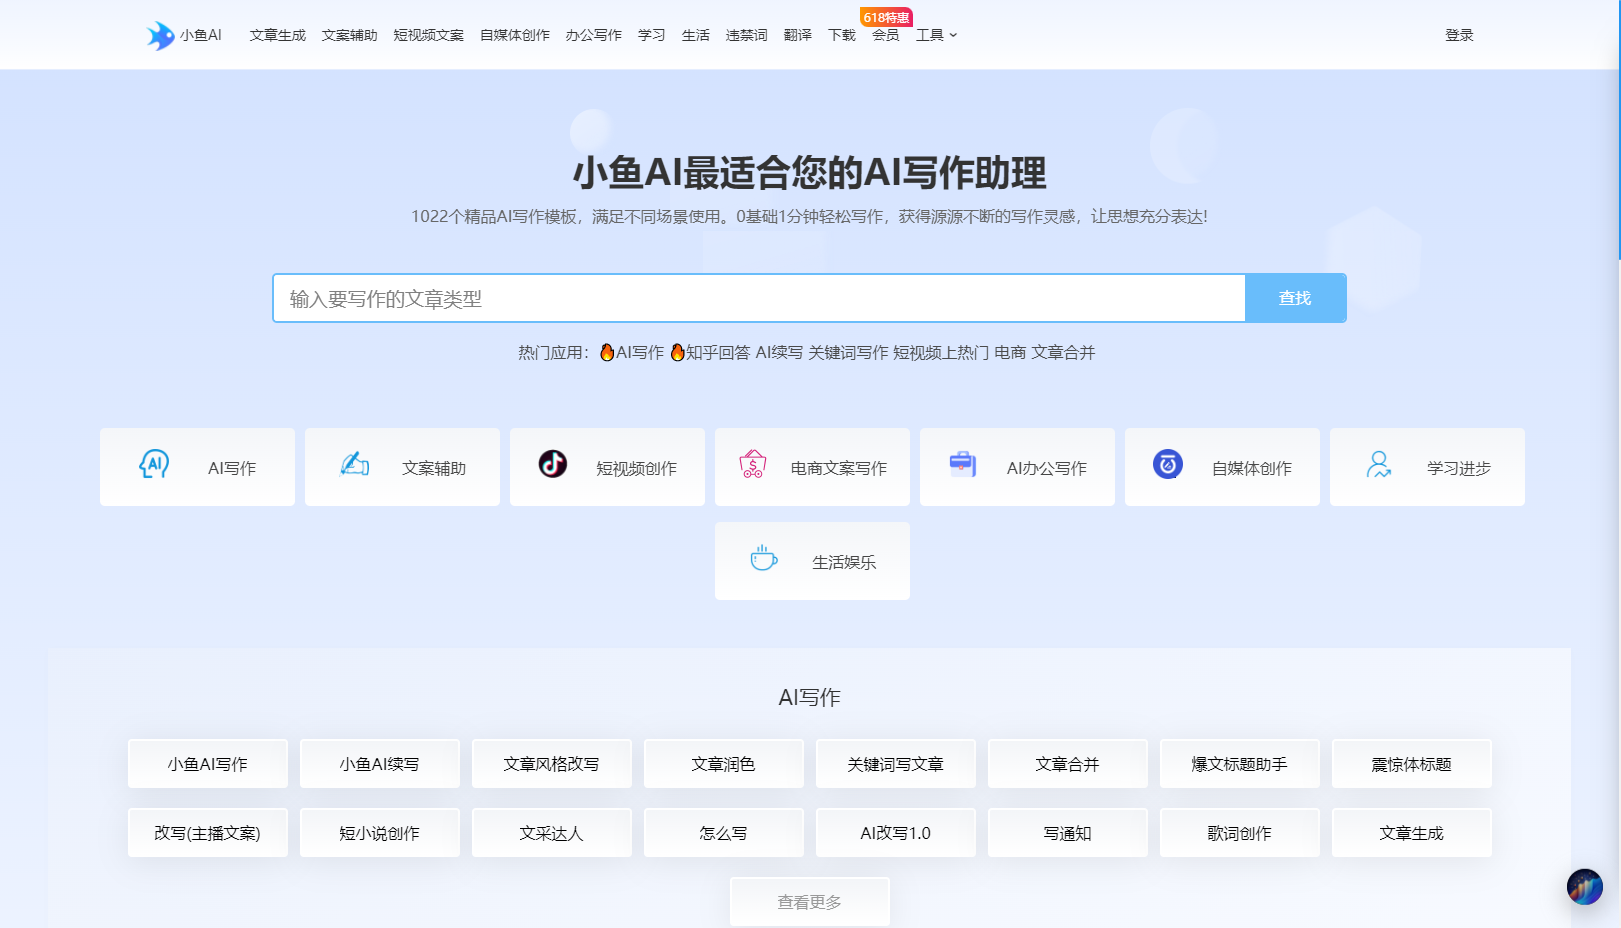 618特惠
小鱼AI 文章生成 文案辅助 短视频文案 自媒体创作 办公写作 学习 生活 违禁词 翻译 下载 会员 工具 登录
小鱼AI最适合您的AI写作助理
1022个精品AI写作模板，满足不同场景使用。0基础1分钟轻松写作，获得源源不断的写作灵感，让思想充分表达!
输入要写作的文章类型 查找
热门应用：🔥AI写作 🔥知乎回答 AI续写 关键词写作 短视频上热门 电商 文章合并
AI AI写作 文案辅助 短视频创作 $ 电商文案写作 AI办公写作 自媒体创作 学习进步
生活娱乐
AI写作
小鱼AI写作 小鱼AI续写 文章风格改写 文章润色 关键词写文章 文章合并 爆文标题助手 震惊体标题
改写(主播文案) 短小说创作 文采达人 怎么写 AI改写1.0 写通知 歌词创作 文章生成
查看更多